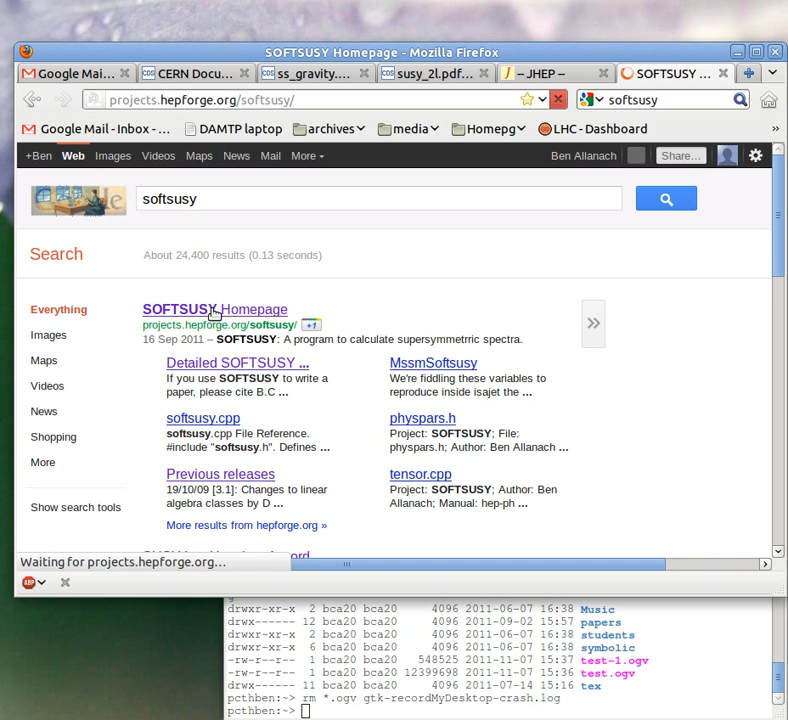 SOFTSUSY Homepage - Mozilla Firefox
Google Mai... CERN Docu... ss_gravity.... susy_2l.pdf... -- JHEP -- SOFTSUSY ...
projects.hepforge.org/softsusy/ softsusy
Google Mail - Inbox - ... DAMTP laptop archives media Homepg LHC - Dashboard »
+Ben Web Images Videos Maps News Mail More Ben Allanach Share...
softsusy
Search About 24,400 results (0.13 seconds)
Everything
Images
Maps
Videos
News
Shopping
More
Show search tools
SOFTSUSY Homepage
projects.hepforge.org/softsusy/ +1
16 Sep 2011 – SOFTSUSY: A program to calculate supersymmetric spectra.
Detailed SOFTSUSY ...
If you use SOFTSUSY to write a
paper, please cite B.C ...
MssmSoftsusy
We're fiddling these variables to
reproduce inside isajet the ...
softsusy.cpp
softsusy.cpp File Reference.
#include "softsusy.h". Defines ...
physpars.h
Project: SOFTSUSY; File:
physpars.h; Author: Ben Allanach ...
Previous releases
19/10/09 [3.1]: Changes to linear
algebra classes by D ...
tensor.cpp
Project: SOFTSUSY; Author: Ben
Allanach; Manual: hep-ph ...
More results from hepforge.org »
Waiting for projects.hepforge.org...
ABP
drwxr-xr-x 2 bca20 bca20 4096 2011-06-07 16:38 Music
drwx------ 12 bca20 bca20 4096 2011-09-02 15:57 papers
drwxr-xr-x 2 bca20 bca20 4096 2011-06-07 16:38 students
drwxr-xr-x 6 bca20 bca20 4096 2011-06-07 16:38 symbolic
-rw-r--r-- 1 bca20 bca20 548525 2011-11-07 15:37 test-1.ogv
-rw-r--r-- 1 bca20 bca20 12399698 2011-11-07 15:36 test.ogv
drwx------ 11 bca20 bca20 4096 2011-07-14 15:16 tex
pcthben:~> rm *.ogv gtk-recordMyDesktop-crash.log
pcthben:~>